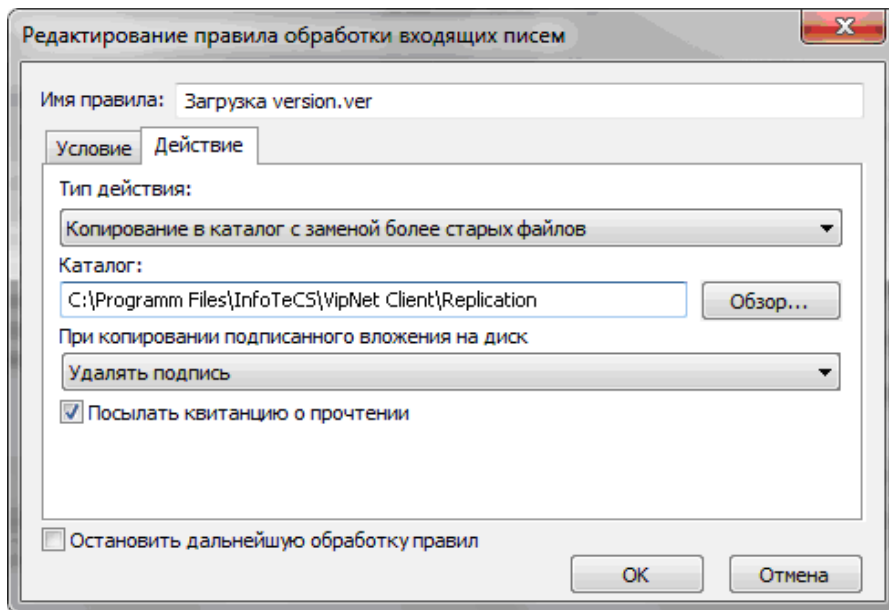 Редактирование правила обработки входящих писем
Имя правила: Загрузка version.ver
Условие Действие
Тип действия:
Копирование в каталог с заменой более старых файлов
Каталог:
C:\Programm Files\InfoTeCS\VipNet Client\Replication Обзор...
При копировании подписанного вложения на диск
Удалять подпись
Посылать квитанцию о прочтении
Остановить дальнейшую обработку правил
OK Отмена